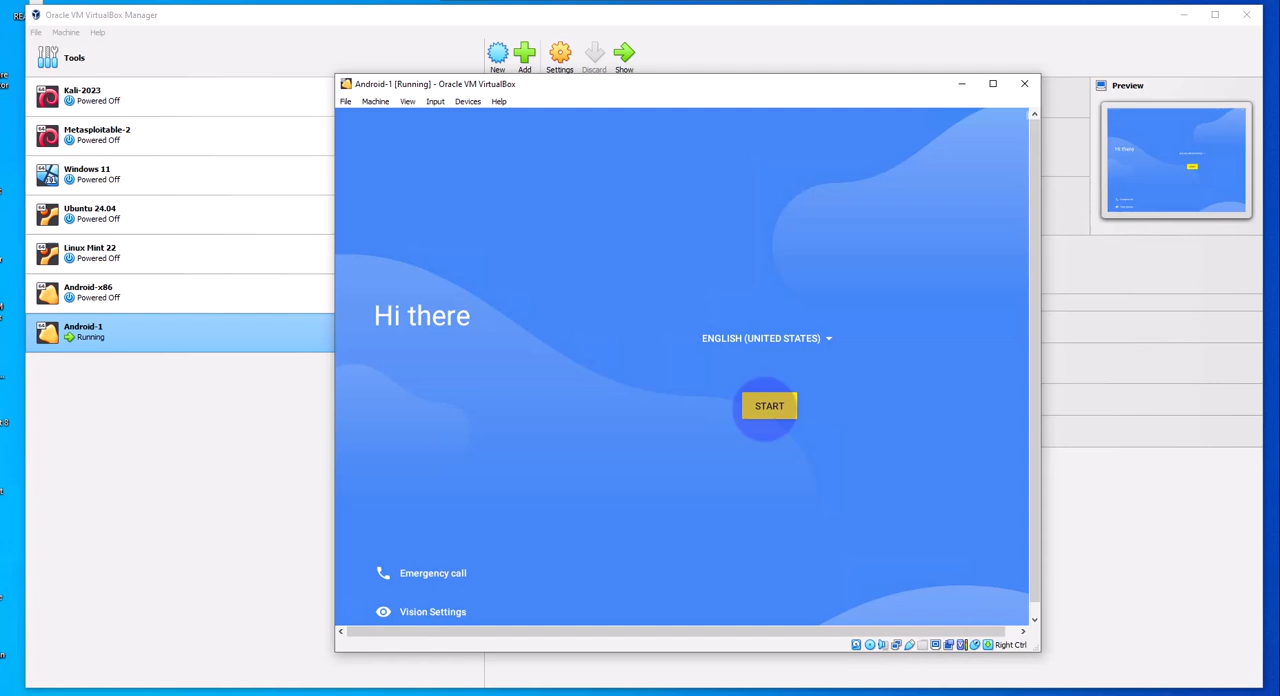 Oracle VM VirtualBox Manager
File Machine Help
Tools
New Add Settings Discard Show
Kali-2023
Powered Off
Metasploitable-2
Powered Off
Windows 11
Powered Off
Ubuntu 24.04
Powered Off
Linux Mint 22
Powered Off
Android-x86
Powered Off
Android-1
Running
Preview
Android-1 [Running] - Oracle VM VirtualBox
File Machine View Input Devices Help
Hi there
ENGLISH (UNITED STATES)
START
Emergency call
Vision Settings
Right Ctrl